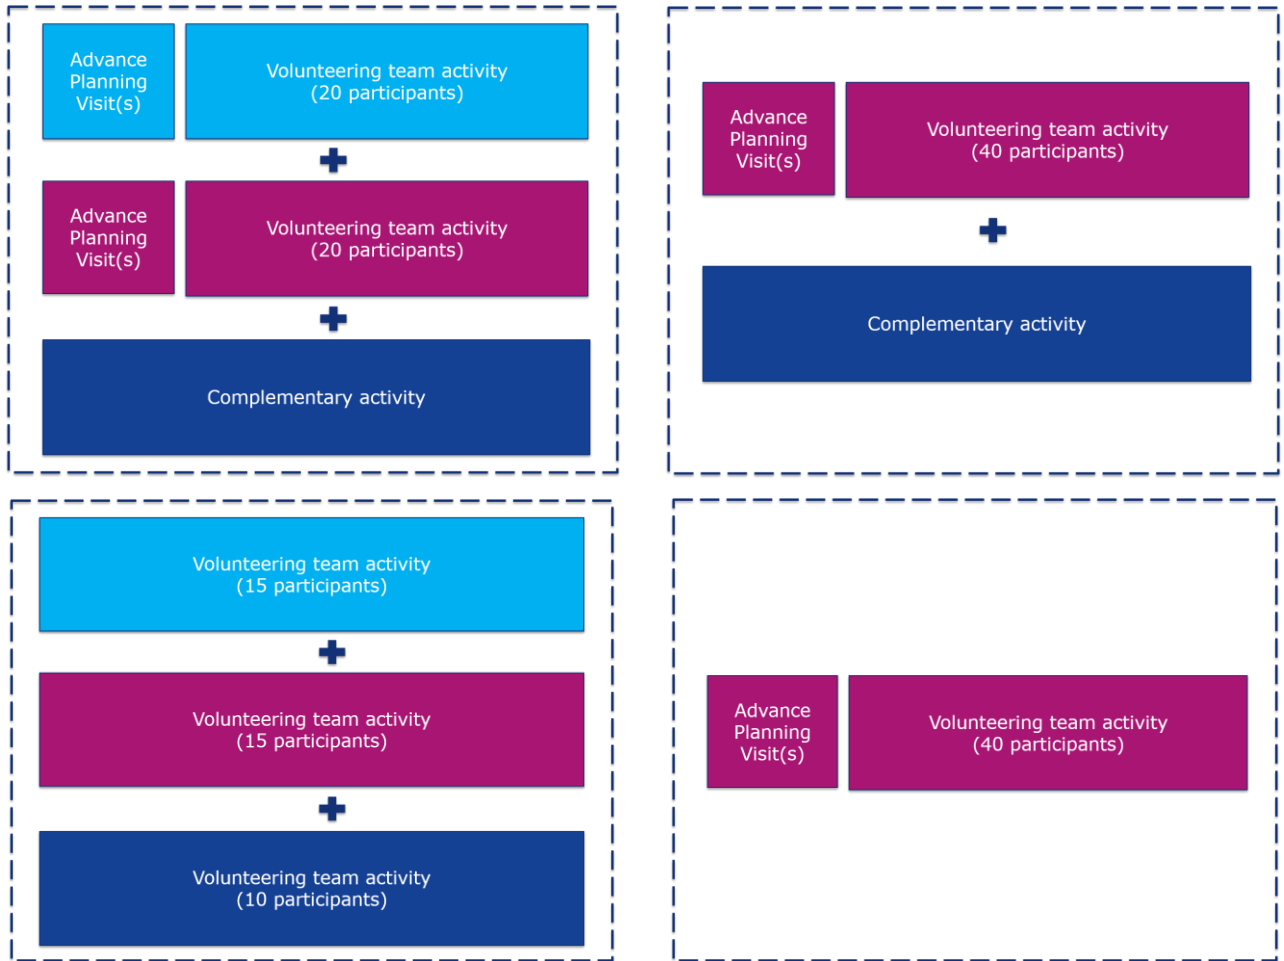 Advance
Planning
Visit(s)
Volunteering team activity
(20 participants)
Advance
Planning
Visit(s)
Volunteering team activity
(20 participants)
Complementary activity
Advance
Planning
Visit(s)
Volunteering team activity
(40 participants)
Complementary activity
Volunteering team activity
(15 participants)
Volunteering team activity
(15 participants)
Volunteering team activity
(10 participants)
Advance
Planning
Visit(s)
Volunteering team activity
(40 participants)